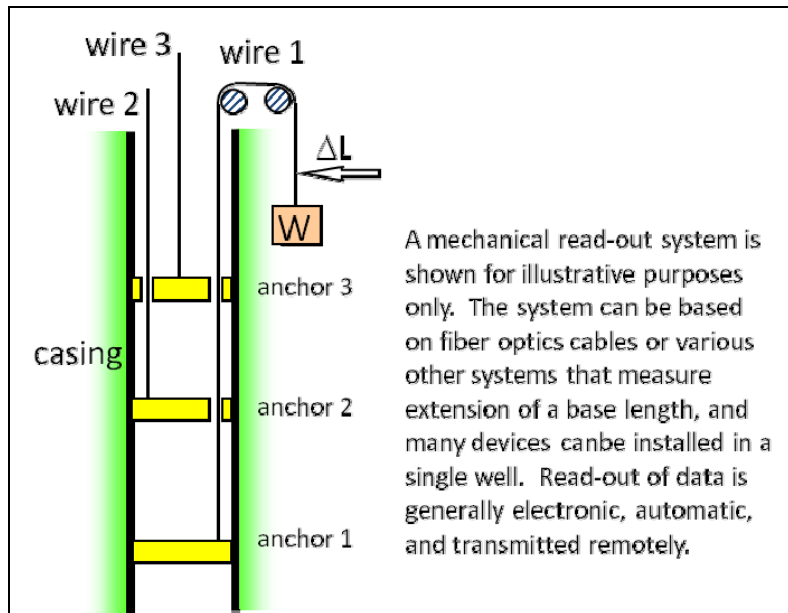 wire 3
wire 1
wire 2
ΔL
W
anchor 3
casing
anchor 2
anchor 1
A mechanical read-out system is
shown for illustrative purposes
only. The system can be based
on fiber optics cables or various
other systems that measure
extension of a base length, and
many devices canbe installed in a
single well. Read-out of data is
generally electronic, automatic,
and transmitted remotely.